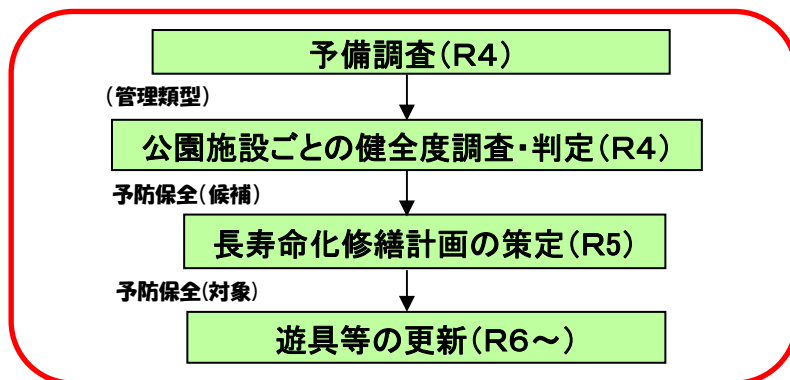 予備調査(R4)
(管理類型)
公園施設ごとの健全度調査・判定(R4)
予防保全(候補)
長寿命化修繕計画の策定(R5)
予防保全(対象)
遊具等の更新(R6～)